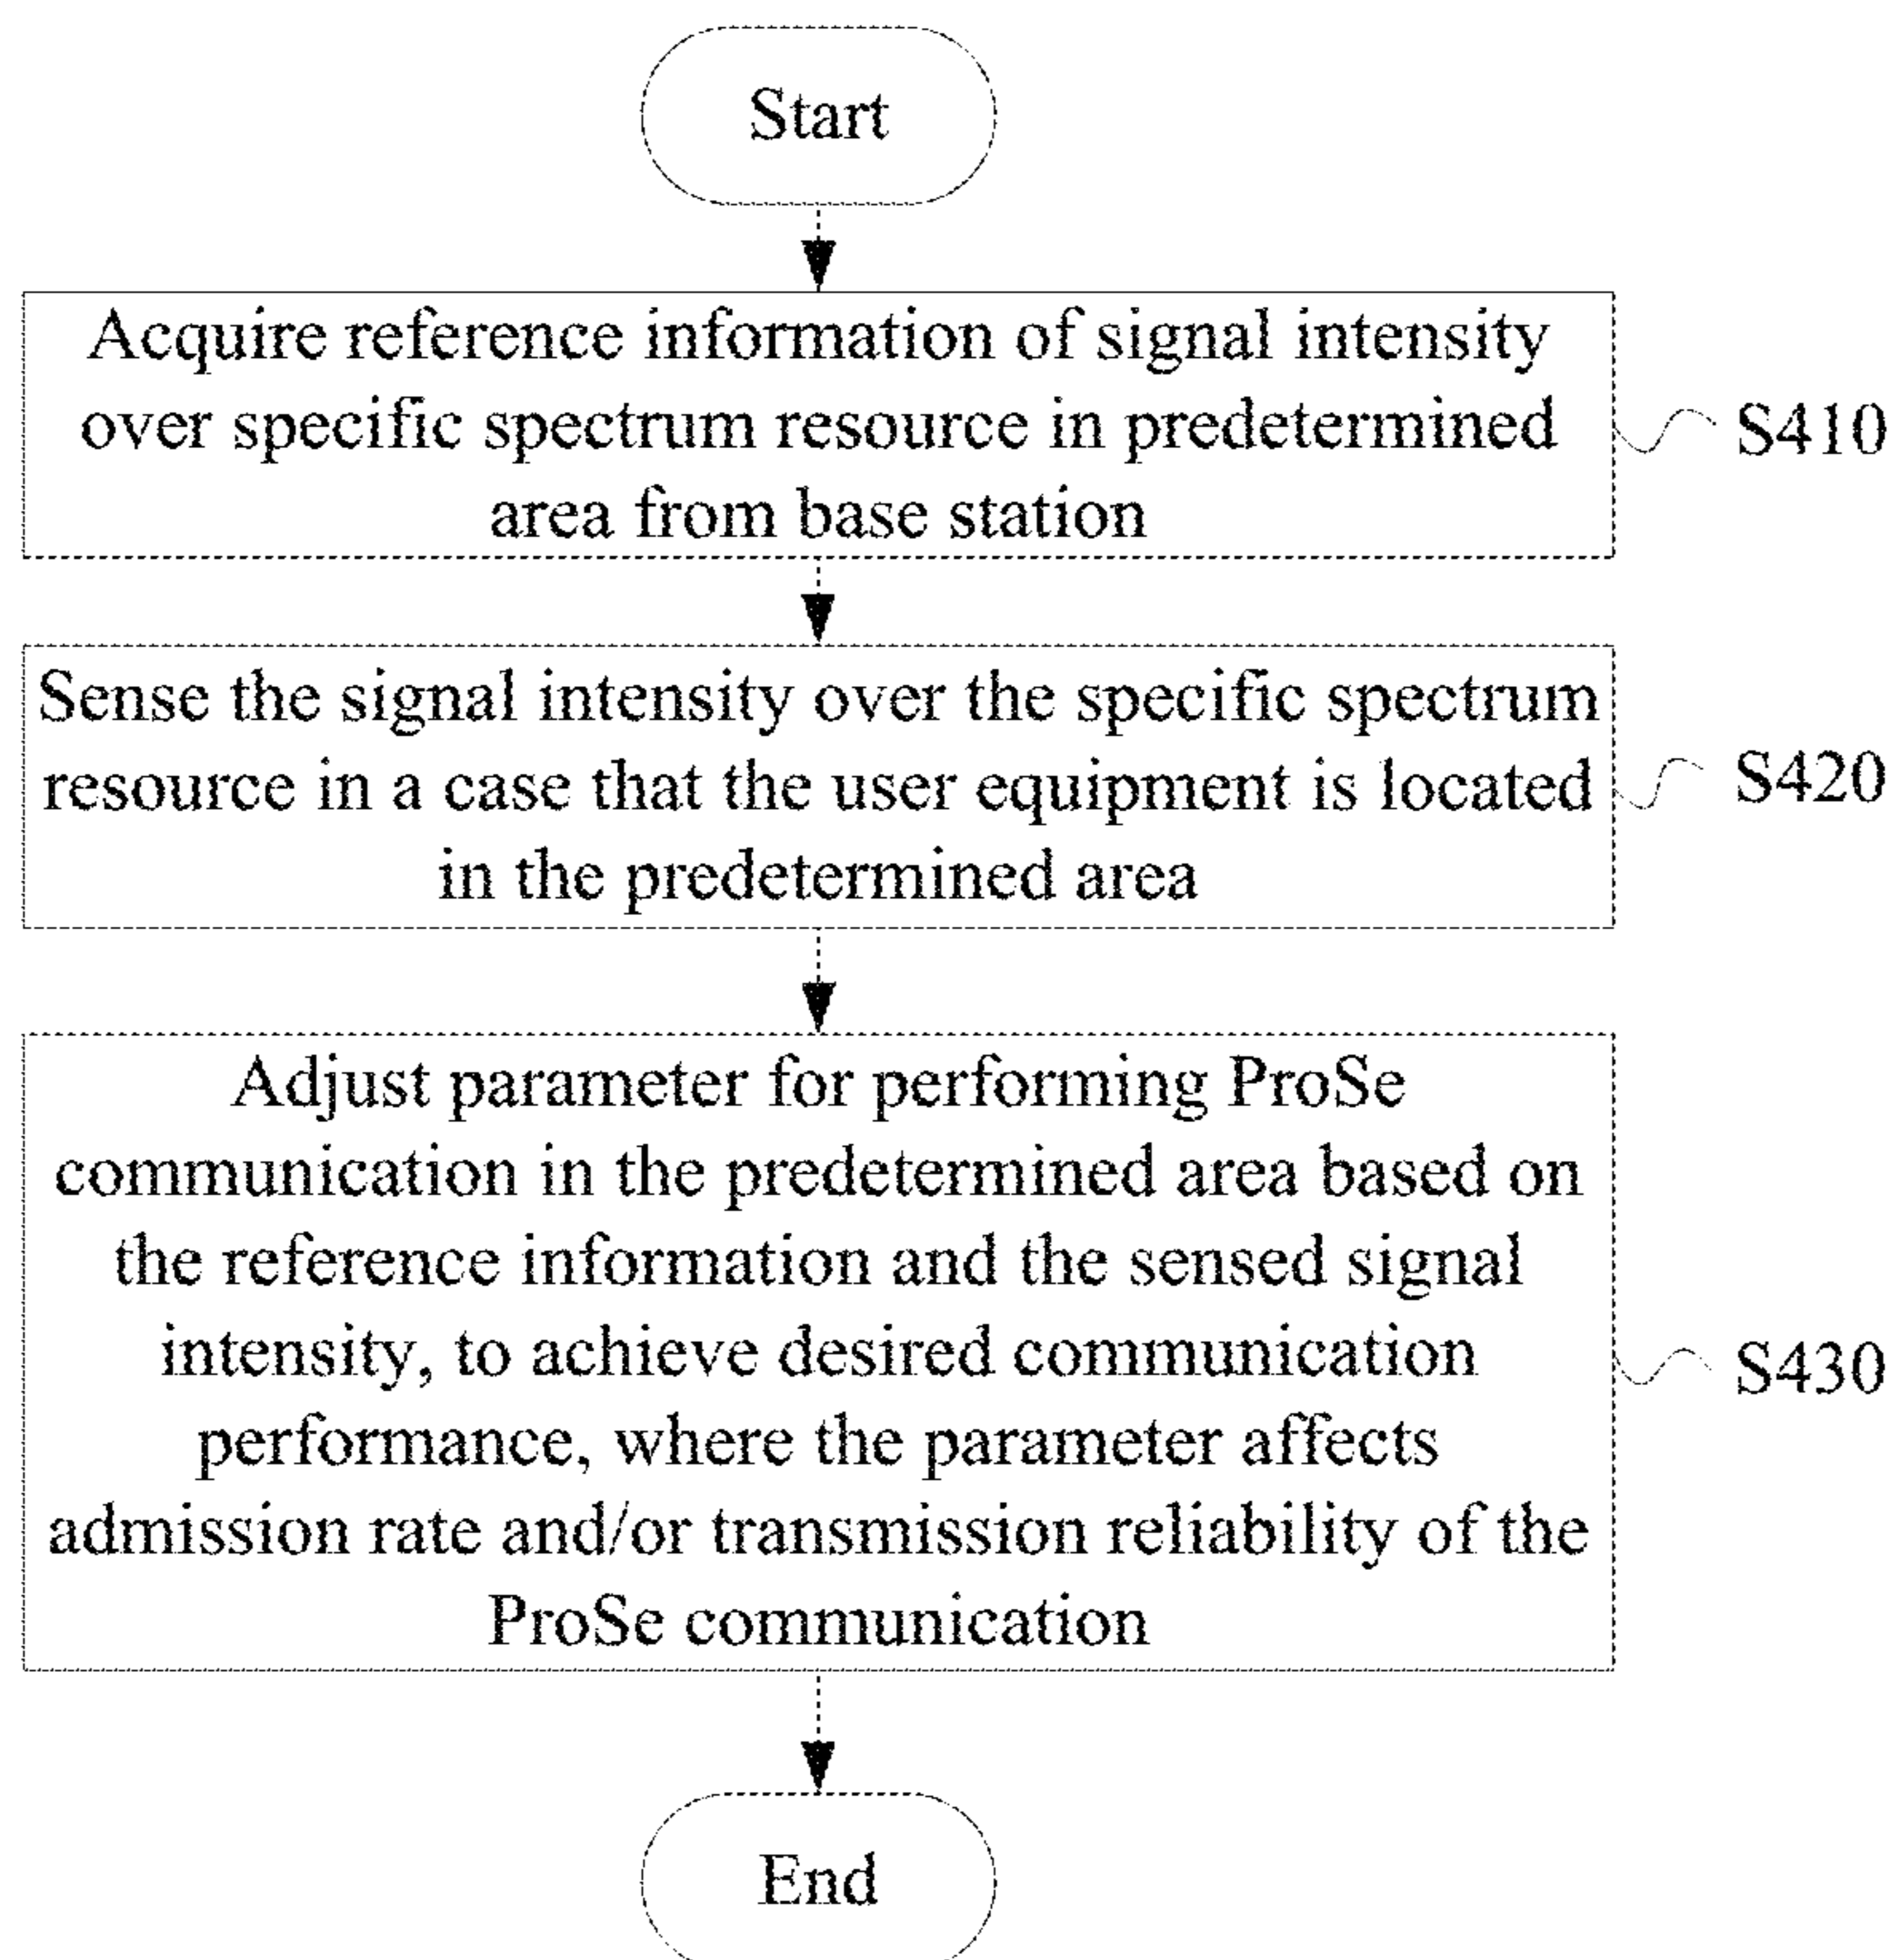 Start
Acquire reference information of signal intensity
over specific spectrum resource in predetermined
area from base station
S410
Sense the signal intensity over the specific spectrum
resource in a case that the user equipment is located
in the predetermined area
S420
Adjust parameter for performing ProSe
communication in the predetermined area based on
the reference information and the sensed signal
intensity, to achieve desired communication
performance, where the parameter affects
admission rate and/or transmission reliability of the
ProSe communication
S430
End